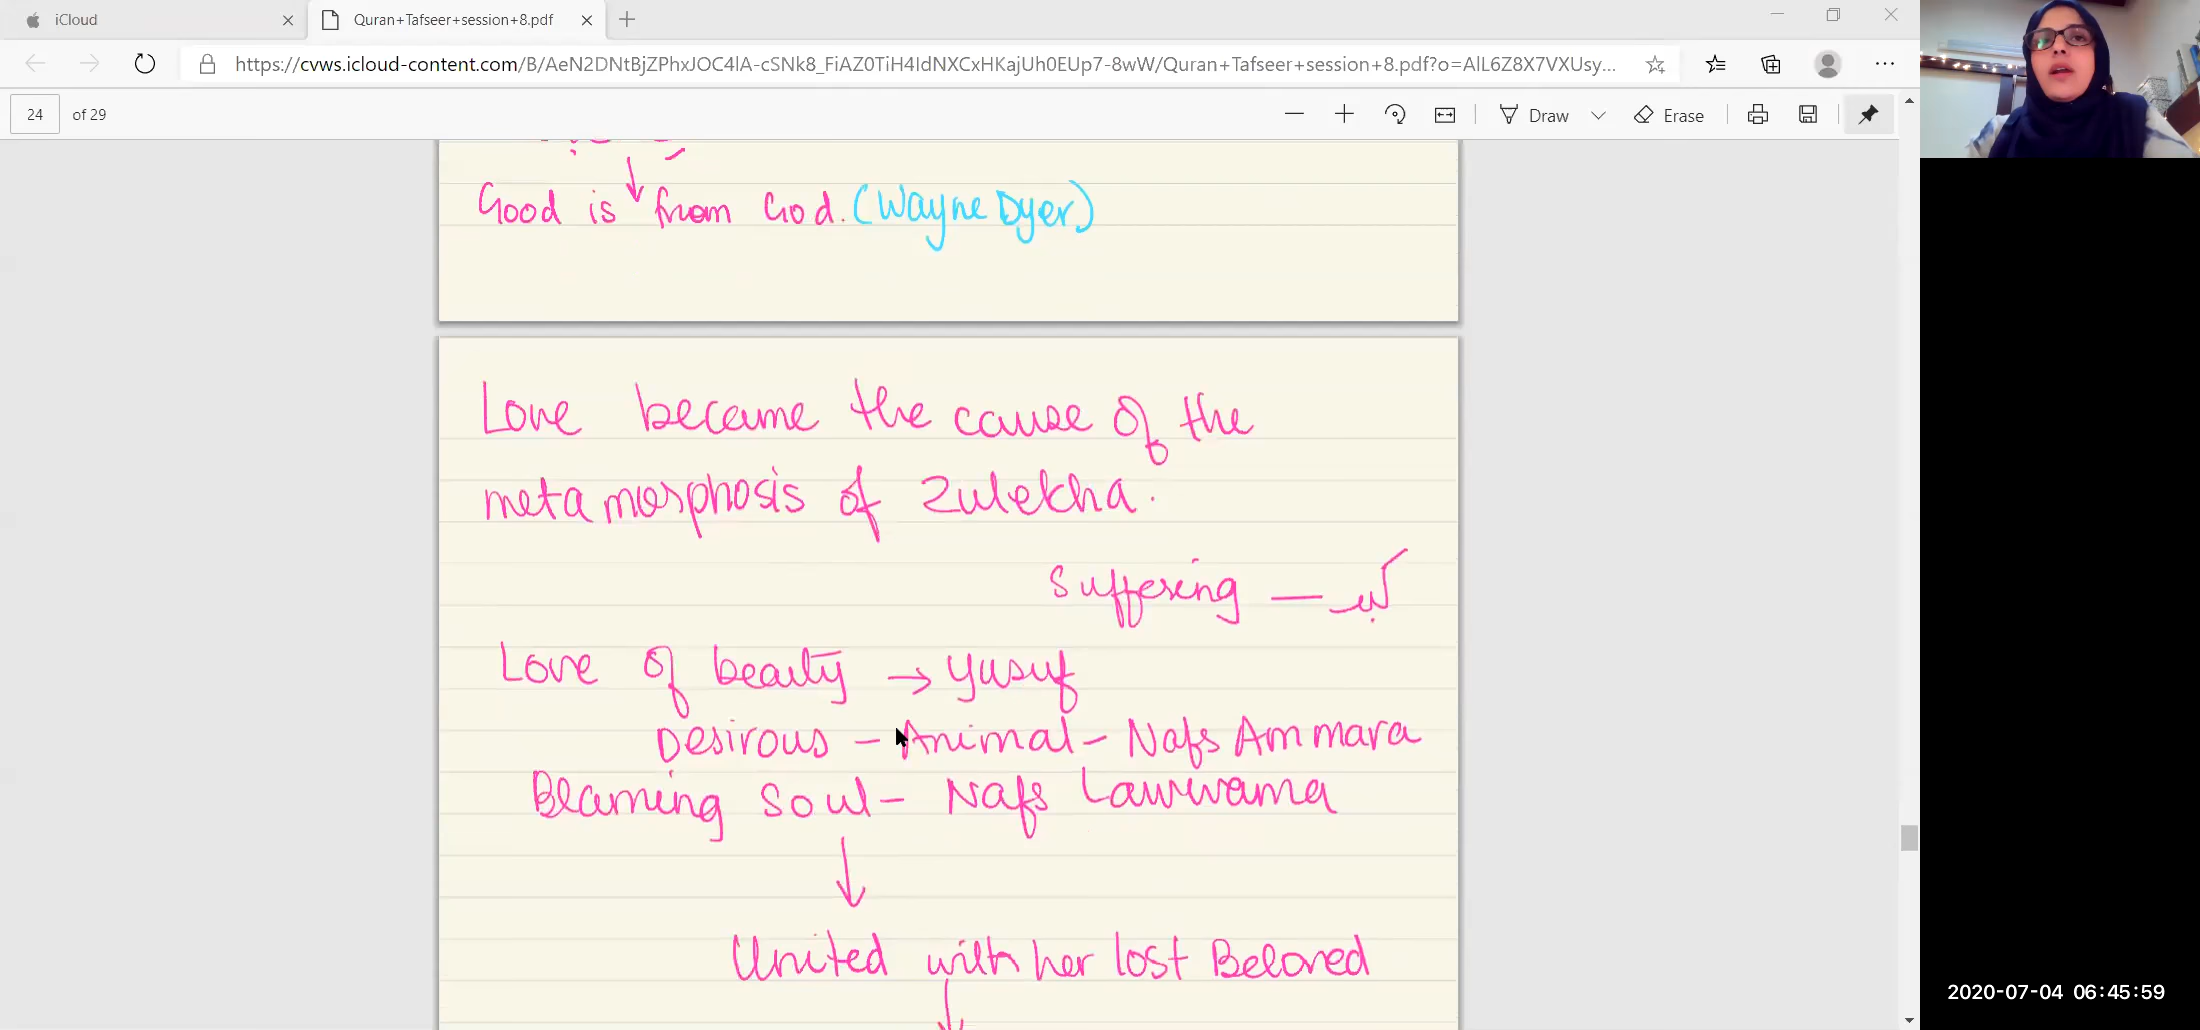 iCloud
Quran+Tafseer+session+8.pdf
https://cvws.icloud-content.com/B/AeN2DNtBjZPhxJOC4lA-cSNk8_FiAZ0TiH4IdNXCxHKajUh0EUp7-8wW/Quran+Tafseer+session+8.pdf?o=AlL6Z8X7VXUsy...
24 of 29
Draw
Erase
Good is from God. (Wayne Dyer)
Love became the cause of the
metamorphosis of Zulekha.
Suffering —
Love of beauty → Yusuf
Desirous – Animal – Nafs Ammara
Blaming Soul – Nafs Lawwama
United with her lost Beloved
2020-07-04 06:45:59